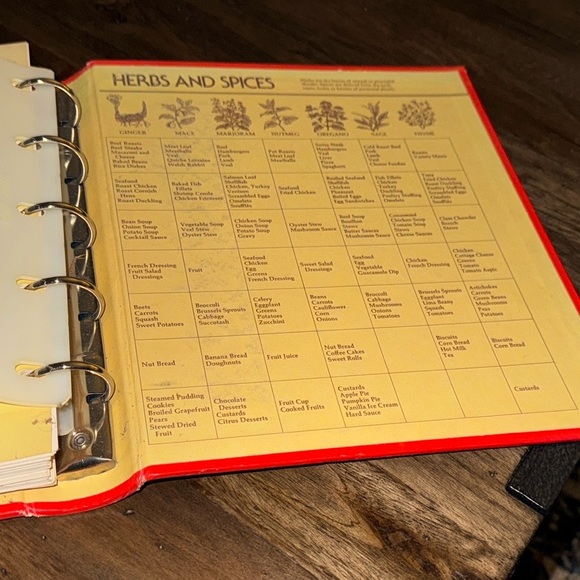 HERBS AND SPICES
GINGER
MACE
MARJORAM
NUTMEG
OREGANO
SAGE
THYME
Beef Roasts
Beef Steaks
Macaroni and
Cheese
Baked Beans
Rice Dishes
Meat Loaf
Meatballs
Veal
Quiche Lorraine
Welsh Rabbit
Beef
Hamburgers
Pork
Lamb
Veal
Pot Roasts
Meat Loaf
Meatballs
Swiss Steak
Hamburgers
Veal
Liver
Pizza
Spaghetti
Cold Roast Beef
Pork
Lamb
Veal
Cheese Fondue
Roasts
Variety Meats
Seafood
Roast Chicken
Roast Cornish
Hens
Roast Duckling
Baked Fish
Fillets
Shrimp Creole
Chicken Fricassee
Salmon Loaf
Shellfish
Chicken, Turkey
Venison
Scrambled Eggs
Omelets
Soufflés
Seafood
Fried Chicken
Broiled Seafood
Shellfish
Chicken
Pheasant
Boiled Eggs
Egg Sandwiches
Fish Fillets
Chicken
Turkey
Duckling
Poultry Stuffing
Scrambled Eggs
Omelets
Tuna
Fried Chicken
Roast Duckling
Poultry Stuffing
Scrambled Eggs
Omelets
Soufflés
Bean Soup
Onion Soup
Potato Soup
Cocktail Sauce
Vegetable Soup
Veal Stew
Oyster Stew
Chicken Soup
Onion Soup
Potato Soup
Gravy
Oyster Stew
Mushroom Sauce
Beef Soup
Bouillon
Stews
Butter Sauces
Mushroom Sauce
Consommé
Chicken Soup
Tomato Soup
Stews
Cheese Sauces
Clam Chowder
Borsch
Stews
French Dressing
Fruit Salad
Dressings
Fruit
Seafood
Chicken
Egg
Greens
French Dressing
Sweet Salad
Dressings
Seafood
Egg
Vegetable
Guacamole Dip
Chicken
French Dressing
Chicken
Cottage Cheese
Greens
Tomato
Tomato Aspic
Beets
Carrots
Squash
Sweet Potatoes
Broccoli
Brussels Sprouts
Cabbage
Succotash
Celery
Eggplant
Greens
Potatoes
Zucchini
Beans
Carrots
Cauliflower
Corn
Onions
Broccoli
Cabbage
Mushrooms
Onions
Tomatoes
Brussels Sprouts
Eggplant
Lima Beans
Squash
Tomatoes
Artichokes
Carrots
Green Beans
Mushrooms
Peas
Potatoes
Nut Bread
Banana Bread
Doughnuts
Fruit Juice
Nut Bread
Coffee Cakes
Sweet Rolls
Biscuits
Corn Bread
Hot Milk
Tea
Biscuits
Corn Bread
Steamed Pudding
Cookies
Broiled Grapefruit
Pears
Stewed Dried
Fruit
Chocolate
Desserts
Custards
Citrus Desserts
Fruit Cup
Cooked Fruits
Custards
Apple Pie
Pumpkin Pie
Vanilla Ice Cream
Hard Sauce
Custards